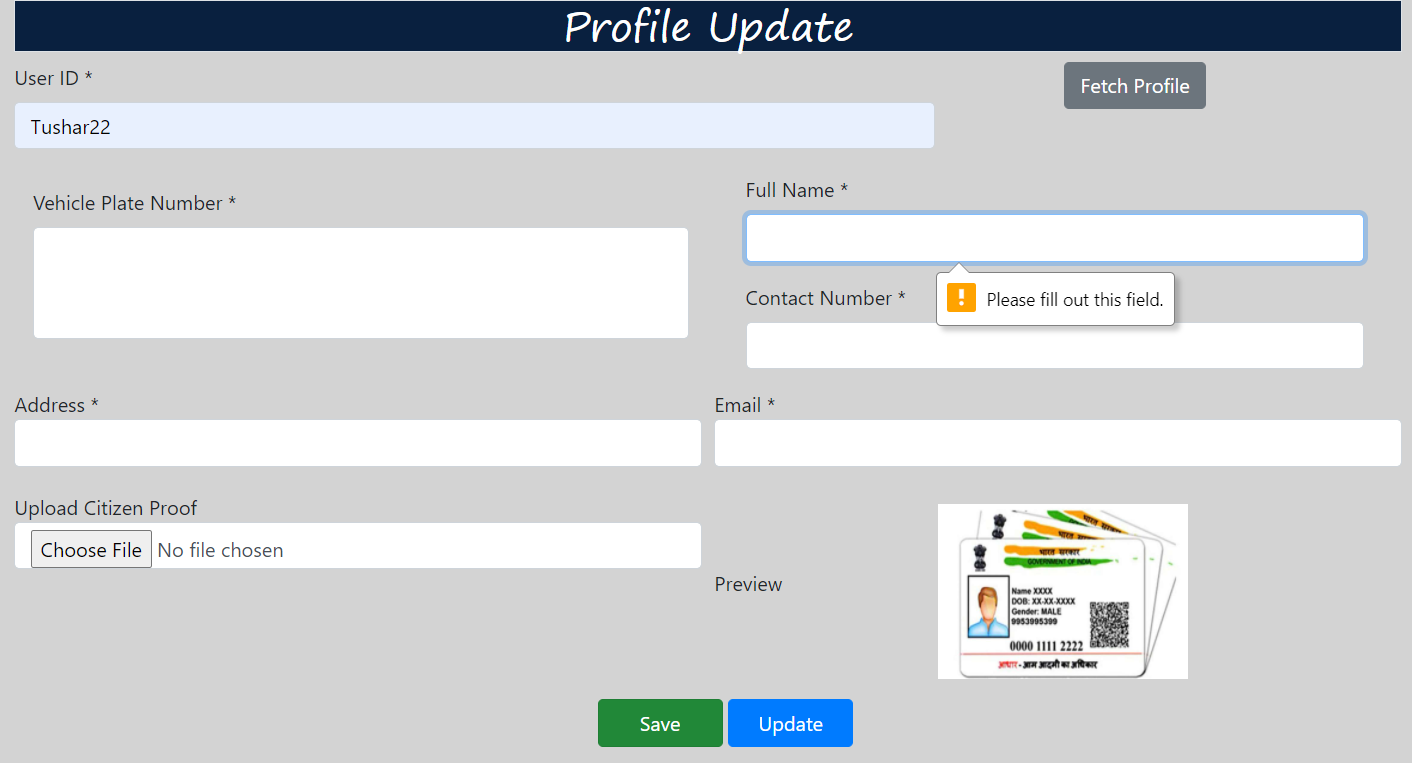 Profile Update
User ID *
Fetch Profile
Tushar22
Vehicle Plate Number *
Full Name *
Please fill out this field.
Contact Number *
Address *
Email *
Upload Citizen Proof
Choose File No file chosen
Preview
भारत सरकार
भारत सरकार
GOVERNMENT OF INDIA
Name XXXX
DOB: XX-XX-XXXX
Gender: MALE
9953995399
0000 1111 2222
आधार - आम आदमी का अधिकार
Save
Update